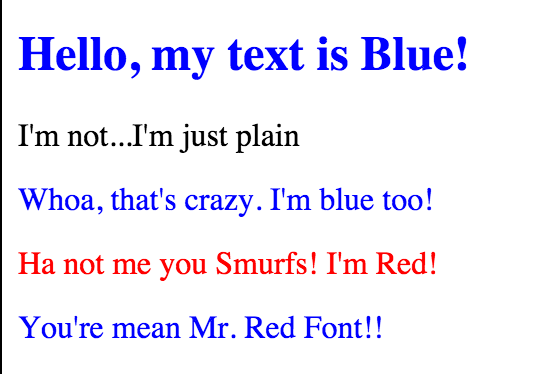 Hello, my text is Blue!
I'm not...I'm just plain
Whoa, that's crazy. I'm blue too!
Ha not me you Smurfs! I'm Red!
You're mean Mr. Red Font!!